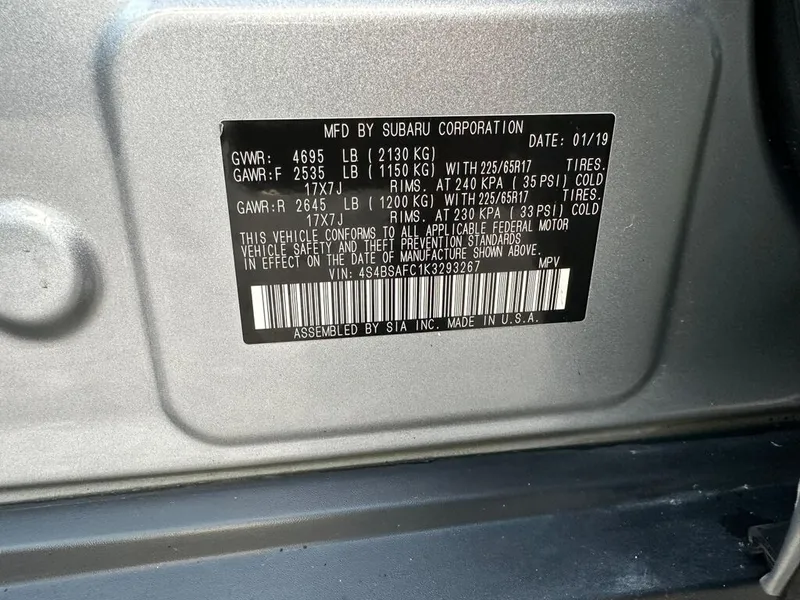 MFD BY SUBARU CORPORATION
DATE: 01/19
GVWR: 4695 LB (2130 KG)
GAWR:F 2535 LB (1150 KG) WITH 225/65R17 TIRES.
17X7J RIMS. AT 240 KPA (35 PSI) COLD
GAWR:R 2645 LB (1200 KG) WITH 225/65R17 TIRES.
17X7J RIMS. AT 230 KPA (33 PSI) COLD
THIS VEHICLE CONFORMS TO ALL APPLICABLE FEDERAL MOTOR
VEHICLE SAFETY AND THEFT PREVENTION STANDARDS
IN EFFECT ON THE DATE OF MANUFACTURE SHOWN ABOVE.
VIN: 4S4BSAFC1K3293267 MPV
ASSEMBLED BY SIA INC. MADE IN U.S.A.